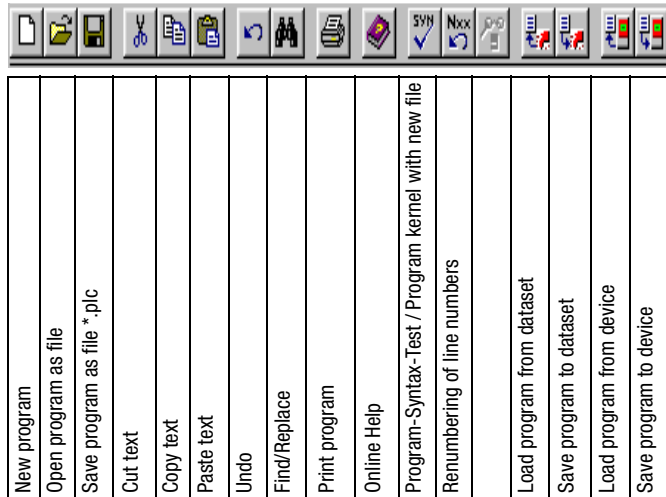 SYN
Nxx
New program
Open program as file
Save program as file *.plc
Cut text
Copy text
Paste text
Undo
Find/Replace
Print program
Online Help
Program-Syntax-Test / Program kernel with new file
Renumbering of line numbers
Load program from dataset
Save program to dataset
Load program from device
Save program to device